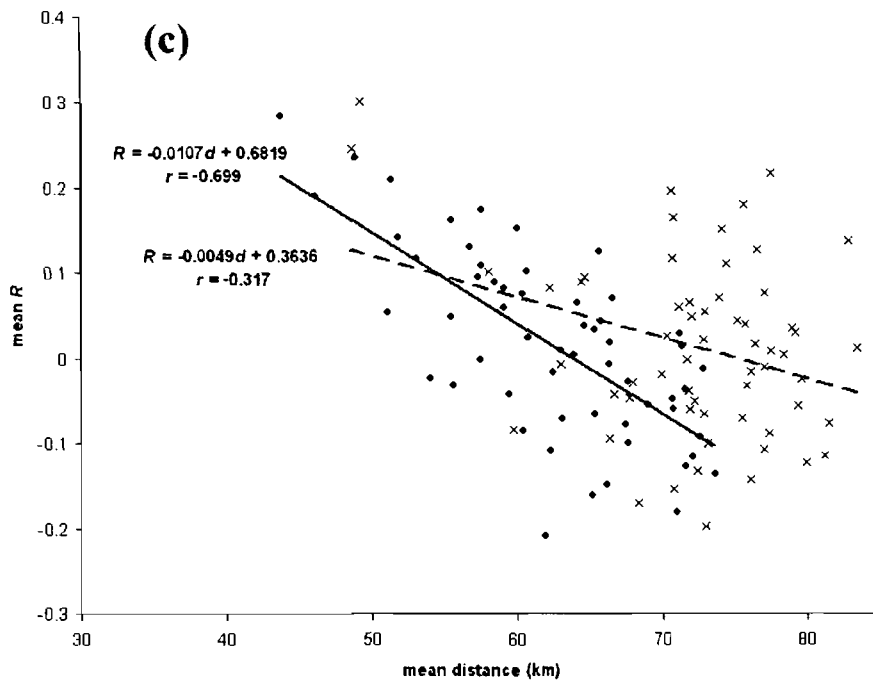 (c)
0.4
0.3
0.2
0.1
0
-0.1
-0.2
-0.3
mean R
R = -0.0107d + 0.6819
r = -0.699
R = -0.0049d + 0.3636
r = -0.317
30
40
50
60
70
80
mean distance (km)